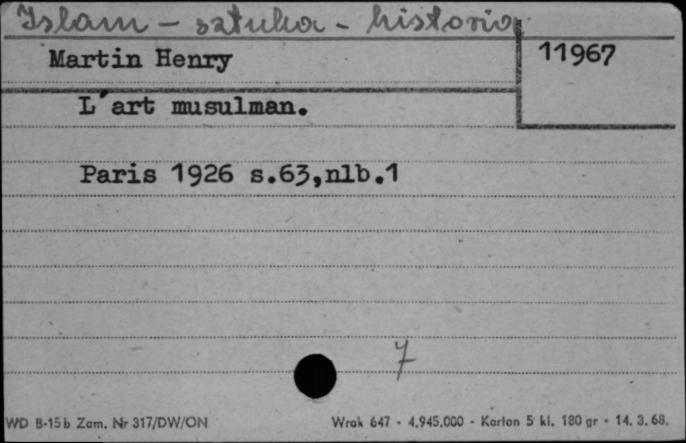 Islam - sztuka - historia
Martin Henry
11967
L'art musulman.
Paris 1926 s.63,nlb.1
7
WD B-15b Zam. Nr 317/DW/ON
Wrak 647 - 4.945.000 - Karton 5 kl. 180 gr - 14. 3. 68.